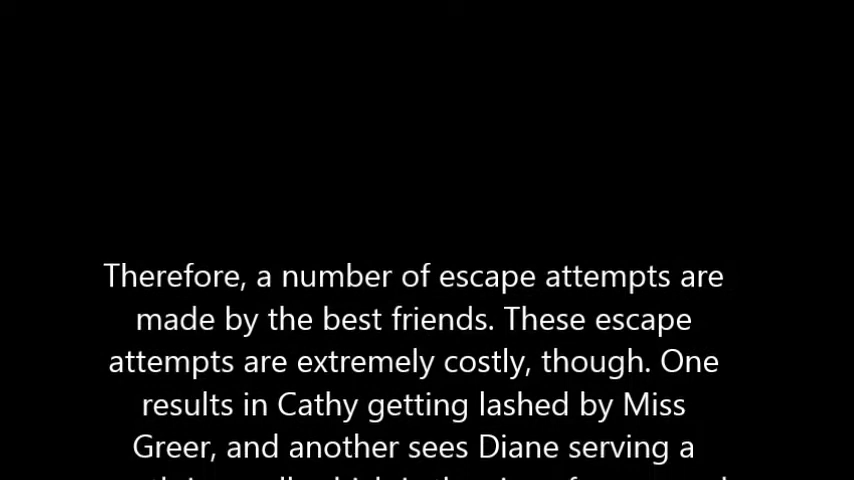 Therefore, a number of escape attempts are
made by the best friends. These escape
attempts are extremely costly, though. One
results in Cathy getting lashed by Miss
Greer, and another sees Diane serving a